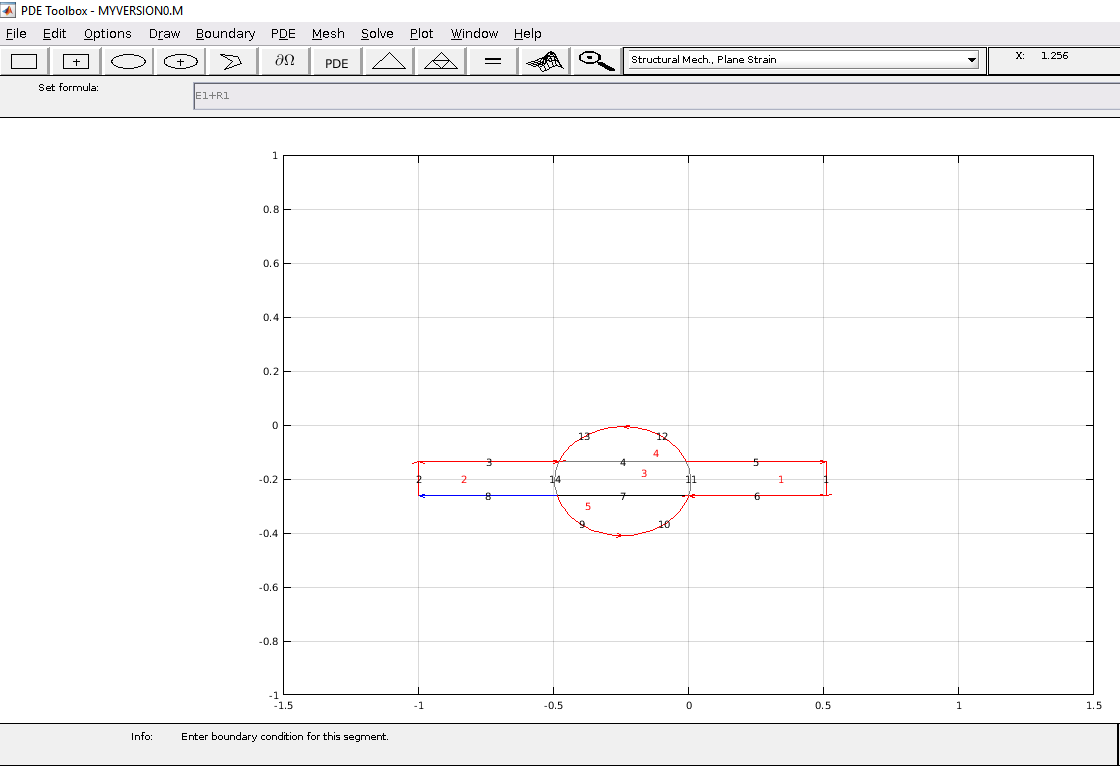 PDE Toolbox - MYVERSION0.M
File Edit Options Draw Boundary PDE Mesh Solve Plot Window Help
∂Ω PDE = Structural Mech., Plane Strain X: 1.256
Set formula: E1+R1
1
0.8
0.6
0.4
0.2
0
13 12
4
3 4 5
-0.2
2 2 14 3 11 1 1
8 7 6
5
9 10
-0.4
-0.6
-0.8
-1
-1.5 -1 -0.5 0 0.5 1 1.5
Info: Enter boundary condition for this segment.